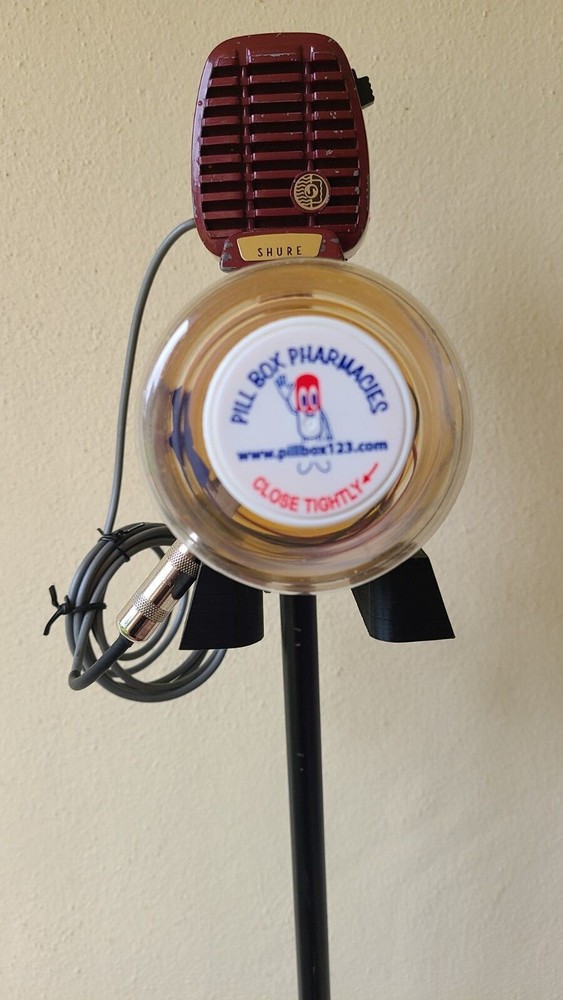 SHURE
PILL BOX PHARMACIES
www.pillbox123.com
CLOSE TIGHTLY